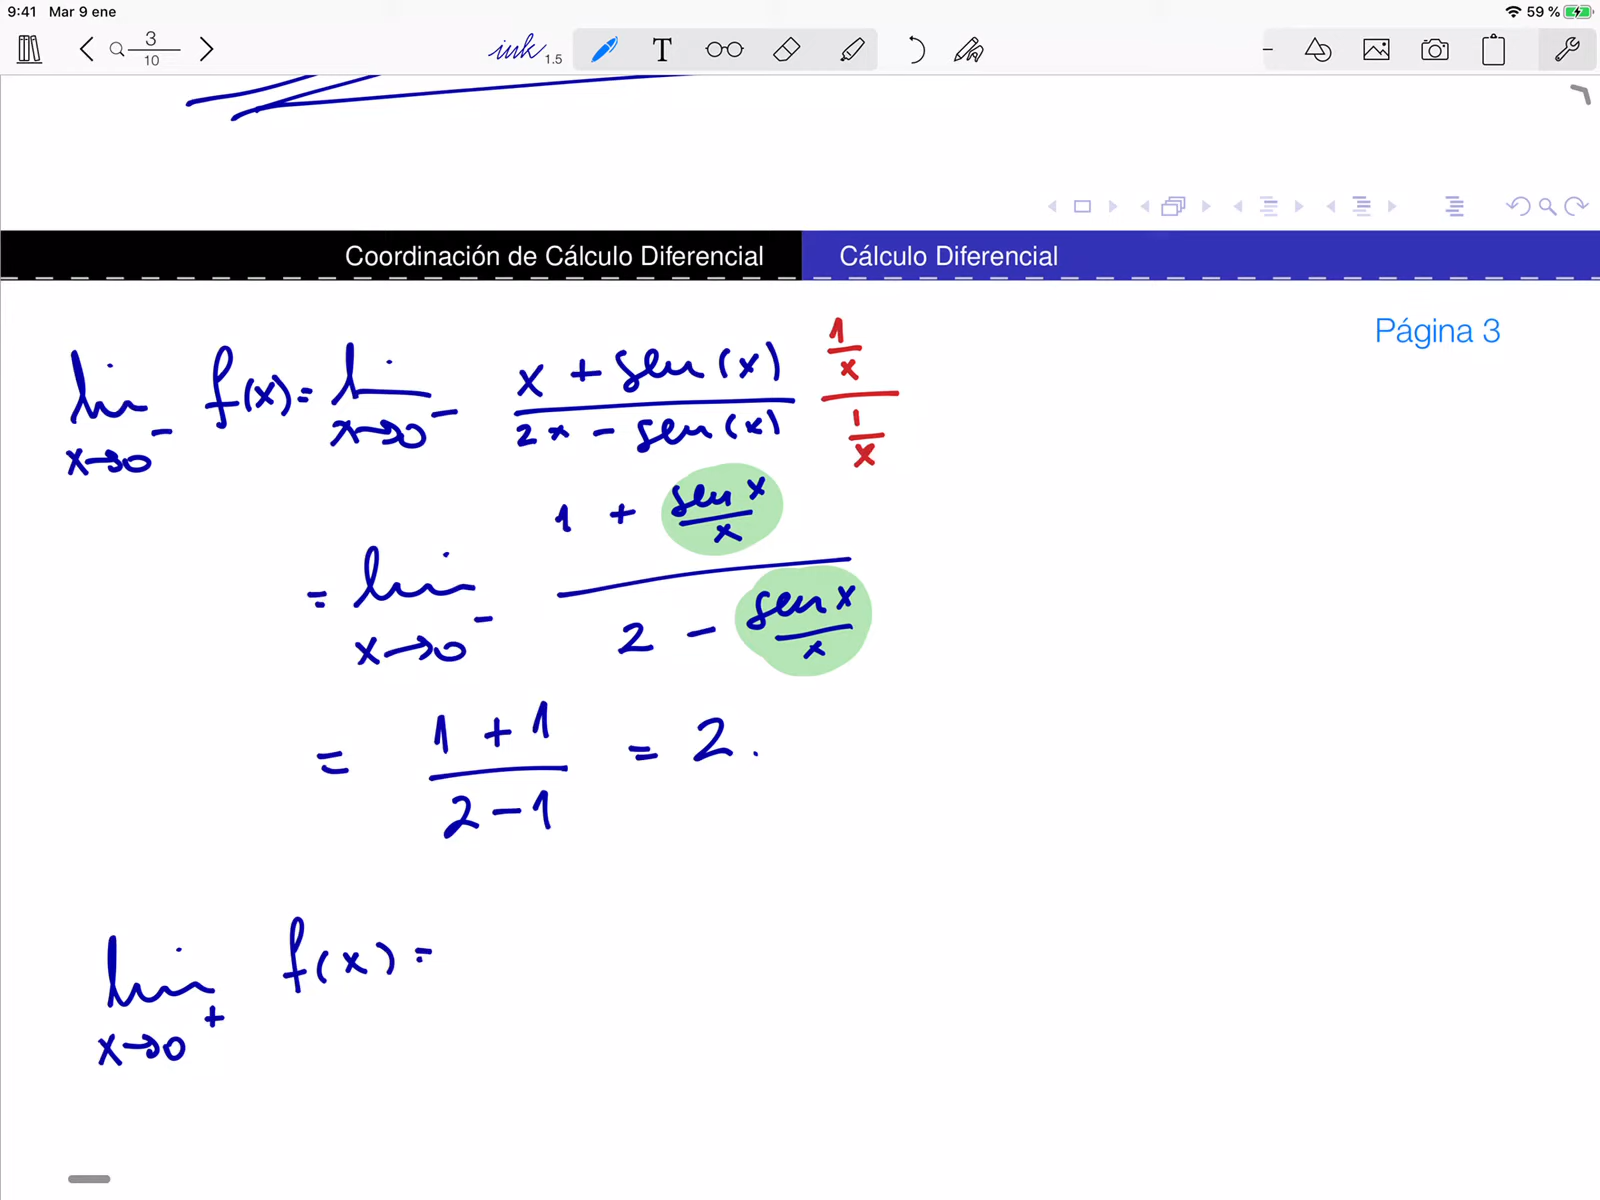 9:41 Mar 9 ene 59 %
3
10
ink 1.5 T
Coordinación de Cálculo Diferencial Cálculo Diferencial
Página 3
lim x→0⁻ f(x) = lim x→0⁻ (x + sen(x))/(2x − sen(x)) (1/x)/(1/x)
= lim x→0⁻ (1 + sen x/x)/(2 − sen x/x)
= (1 + 1)/(2 − 1) = 2.
lim x→0⁺ f(x) =